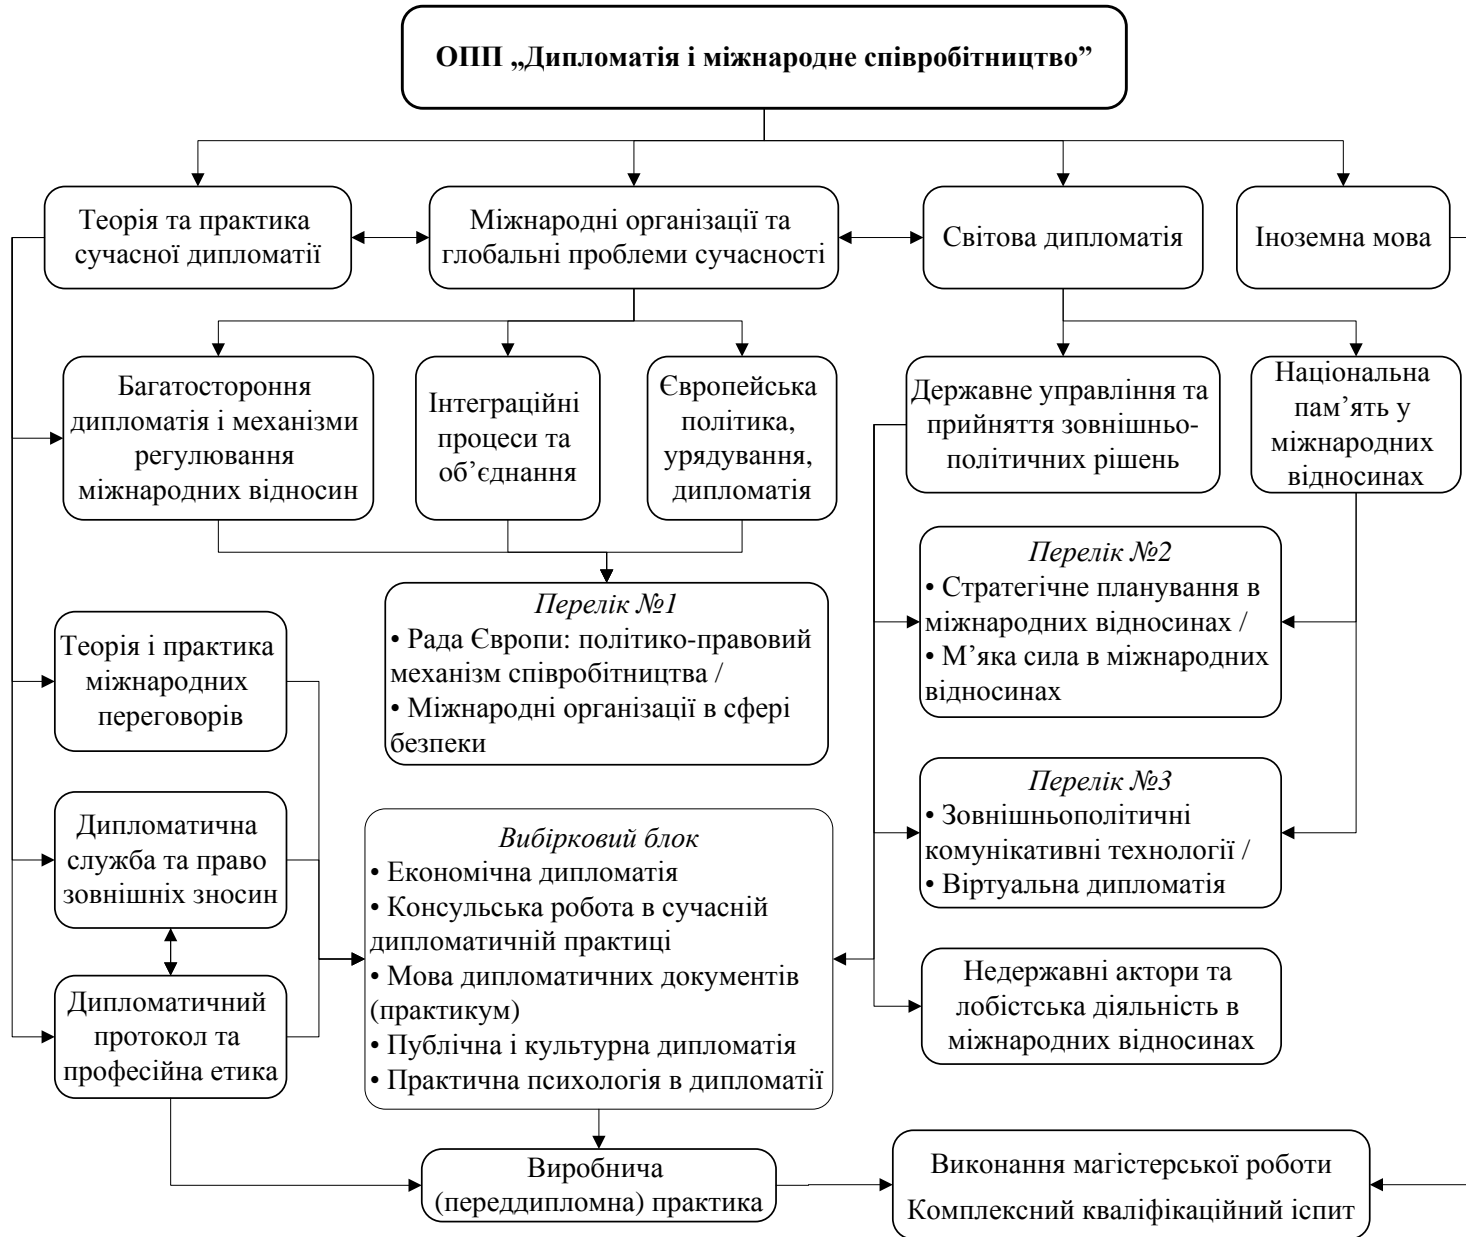 ОПП „Дипломатія і міжнародне співробітництво”
Теорія та практика
сучасної дипломатії
Міжнародні організації та
глобальні проблеми сучасності
Світова дипломатія
Іноземна мова
Багатостороння
дипломатія і механізми
регулювання
міжнародних відносин
Інтеграційні
процеси та
об’єднання
Європейська
політика,
урядування,
дипломатія
Державне управління та
прийняття зовнішньо-
політичних рішень
Національна
пам’ять у
міжнародних
відносинах
Перелік №1
• Рада Європи: політико-правовий
механізм співробітництва /
• Міжнародні організації в сфері
безпеки
Перелік №2
• Стратегічне планування в
міжнародних відносинах /
• М’яка сила в міжнародних
відносинах
Теорія і практика
міжнародних
переговорів
Дипломатична
служба та право
зовнішніх зносин
Дипломатичний
протокол та
професійна етика
Вибірковий блок
• Економічна дипломатія
• Консульська робота в сучасній
дипломатичній практиці
• Мова дипломатичних документів
(практикум)
• Публічна і культурна дипломатія
• Практична психологія в дипломатії
Перелік №3
• Зовнішньополітичні
комунікативні технології /
• Віртуальна дипломатія
Недержавні актори та
лобістська діяльність в
міжнародних відносинах
Виробнича
(переддипломна) практика
Виконання магістерської роботи
Комплексний кваліфікаційний іспит